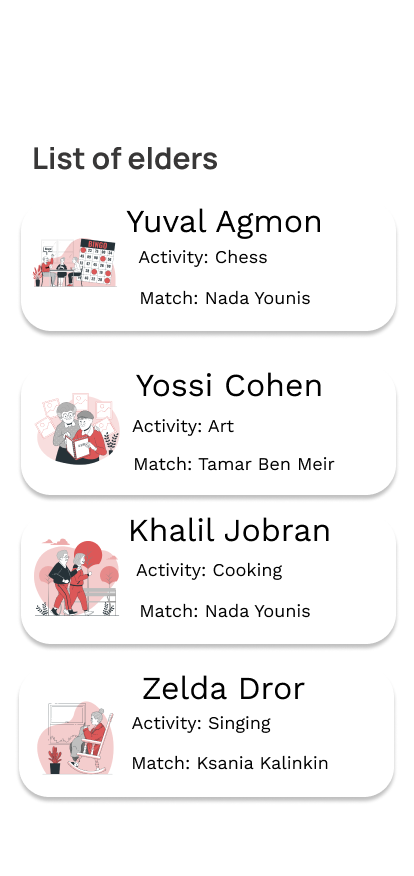 List of elders
Yuval Agmon
BINGO
Activity: Chess
Match: Nada Younis
Yossi Cohen
Activity: Art
Match: Tamar Ben Meir
Khalil Jobran
Activity: Cooking
Match: Nada Younis
Zelda Dror
Activity: Singing
Match: Ksania Kalinkin